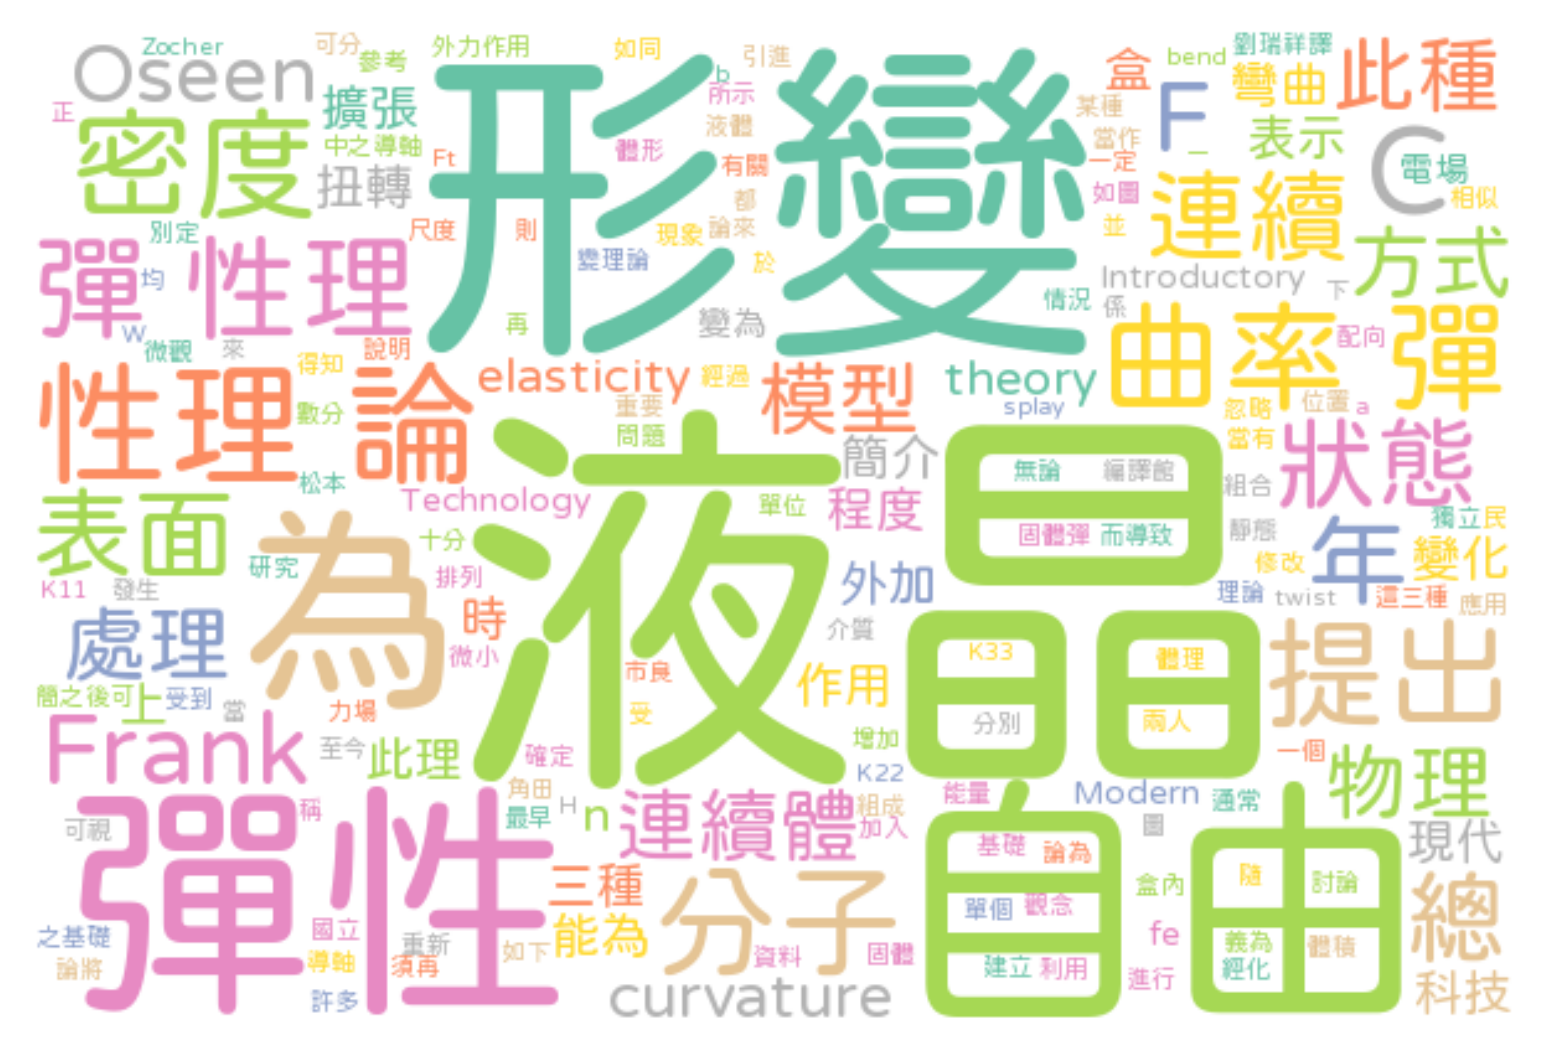 Zocher 可分 參考 外力作用 如同 b 引進 盒 bend 劉瑞祥譯 此種
Oseen 擴張 形變 所示 某種 F 彎曲
正 密度 中之 導軸 Ft 體形 液體 有關 當作 一定 _ 表示 C 電場
扭轉 都 如圖 連續 相似
別定 尺度 則 現象 論來 並 方式
彈性理 均 變理論 於 Introductory 下
W 微觀 來 再 變為 情況 係 曲率 配向 彈
得知 說明 elasticity 經過 模型 theory
性理論 數分 重要 splay 忽略 位置 a
問題 液晶 簡介 無論 編譯館 當有 狀態
松本 Technology 單位 程度 組合
表面 為 十分 固體彈 而導致 靜態 年 獨立 民
研究 修改 變化
K11 發生 排列 外加 理論 twist 這三種 應用
處理 時 介質
微小 市良 作用 K33 體理 提出
簡之後可 上 受到 當 力場 受 分別 兩人
Frank 至今 此理 確定 增加 一個 物理
K22
彈性 稱 角田 H n 連續體 組成 能量 Modern 通常
可視 最早 加入 自由 圖 現代
三種 基礎 論為
分子 單個 觀念 盒內 隨 討論 總
之基礎 國立 重新 能為 fe 義為 體積
論將 導軸 須再 如下 資料 固體 建立 利用 進行 經化
許多 curvature 科技